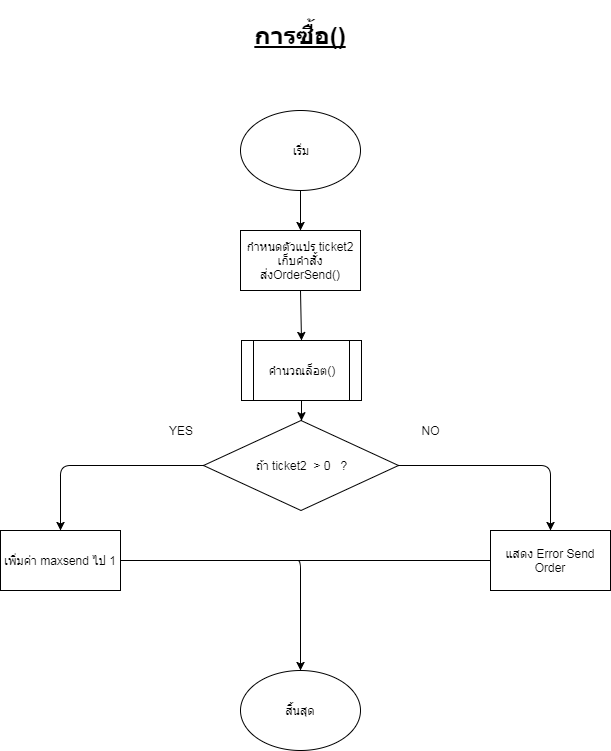 การซื้อ()
เริ่ม
กำหนดตัวแปร ticket2
เก็บคำสั่ง
ส่งOrderSend()
คำนวณล็อต()
YES
NO
ถ้า ticket2 > 0 ?
เพิ่มค่า maxsend ไป 1
แสดง Error Send
Order
สิ้นสุด